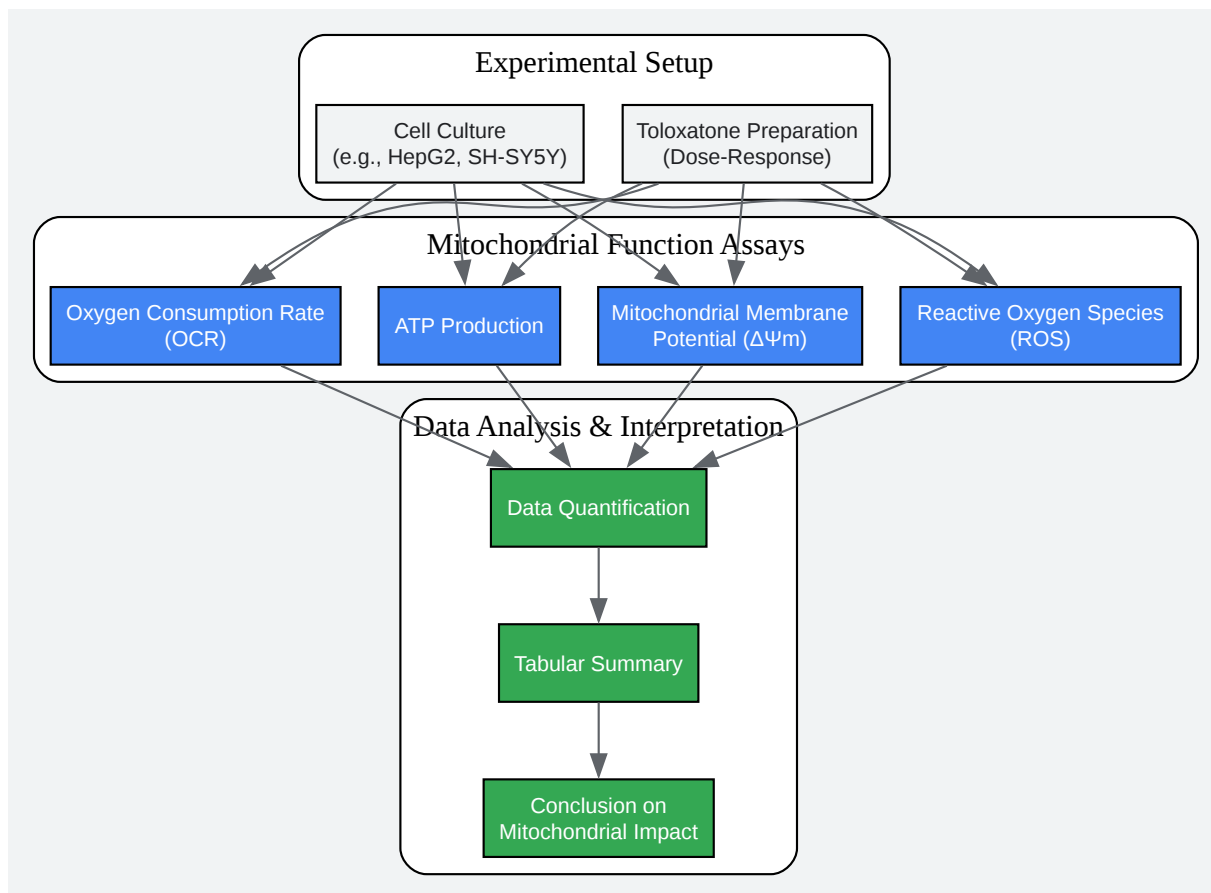 Experimental Setup
Cell Culture
(e.g., HepG2, SH-SY5Y)
Toloxatone Preparation
(Dose-Response)
Mitochondrial Function Assays
Oxygen Consumption Rate
(OCR)
ATP Production
Mitochondrial Membrane
Potential (ΔΨm)
Reactive Oxygen Species
(ROS)
Data Analysis & Interpretation
Data Quantification
Tabular Summary
Conclusion on
Mitochondrial Impact